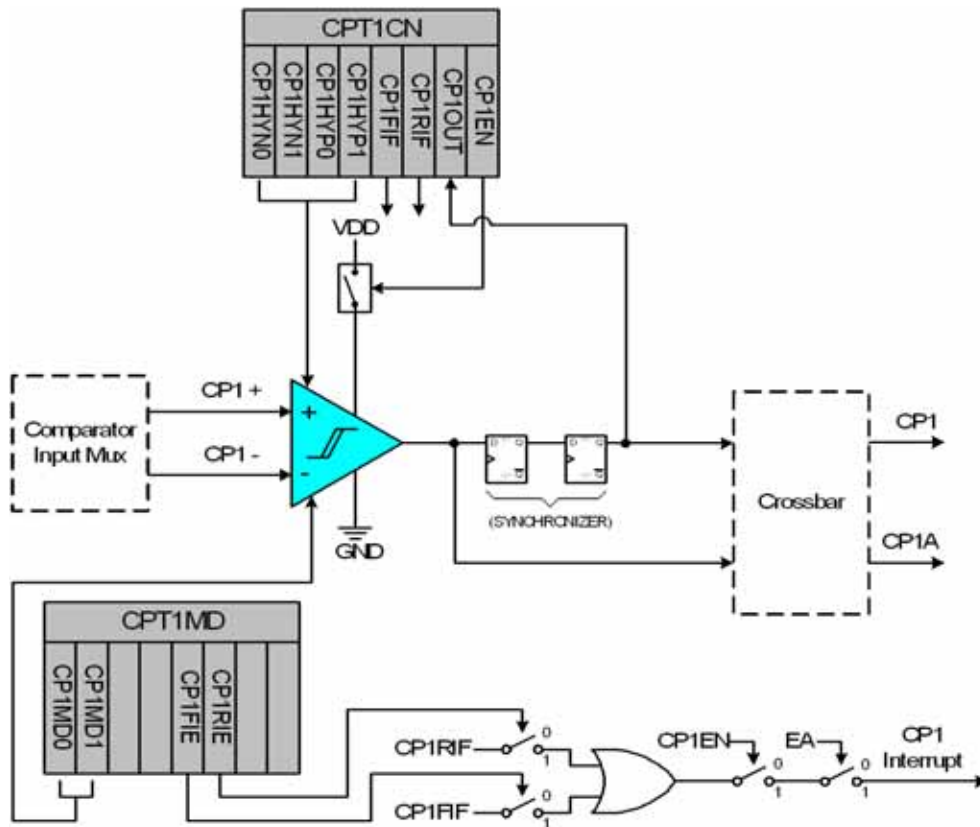 CPT1CN
CP1HYN0
CP1HYN1
CP1HYP0
CP1HYP1
CP1FIF
CP1RIF
CP1OUT
CP1EN
VDD
Comparator
Input Mux
CP1 +
CP1 -
+
-
GND
D
Q
Q
D
Q
Q
(SYNCHRONIZER)
Crossbar
CP1
CP1A
CPT1MD
CP1MD0
CP1MD1
CP1FIE
CP1RIE
CP1RIF
0
1
CP1FIF
0
1
CP1EN
0
1
EA
0
1
CP1
Interrupt